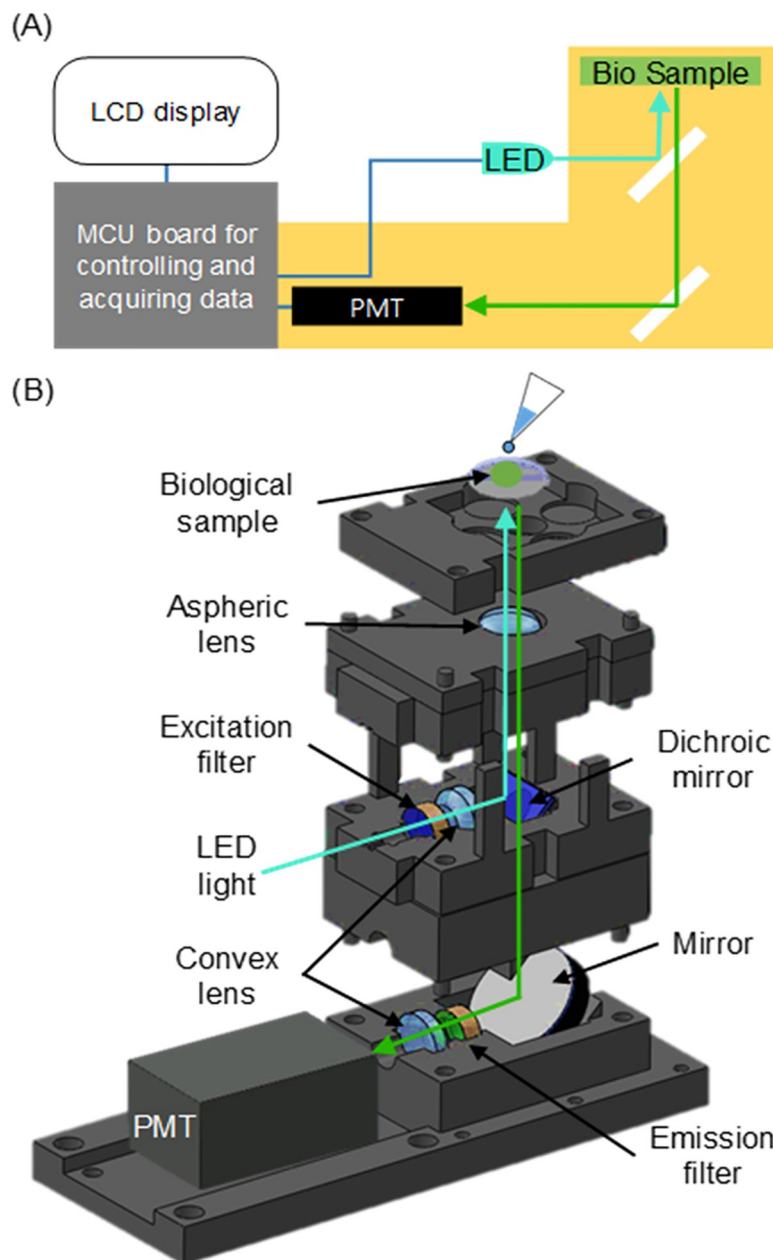 (A)
LCD display
Bio Sample
LED
MCU board for
controlling and
acquiring data
PMT
(B)
Biological
sample
Aspheric
lens
Excitation
filter
Dichroic
mirror
LED
light
Convex
lens
Mirror
PMT
Emission
filter